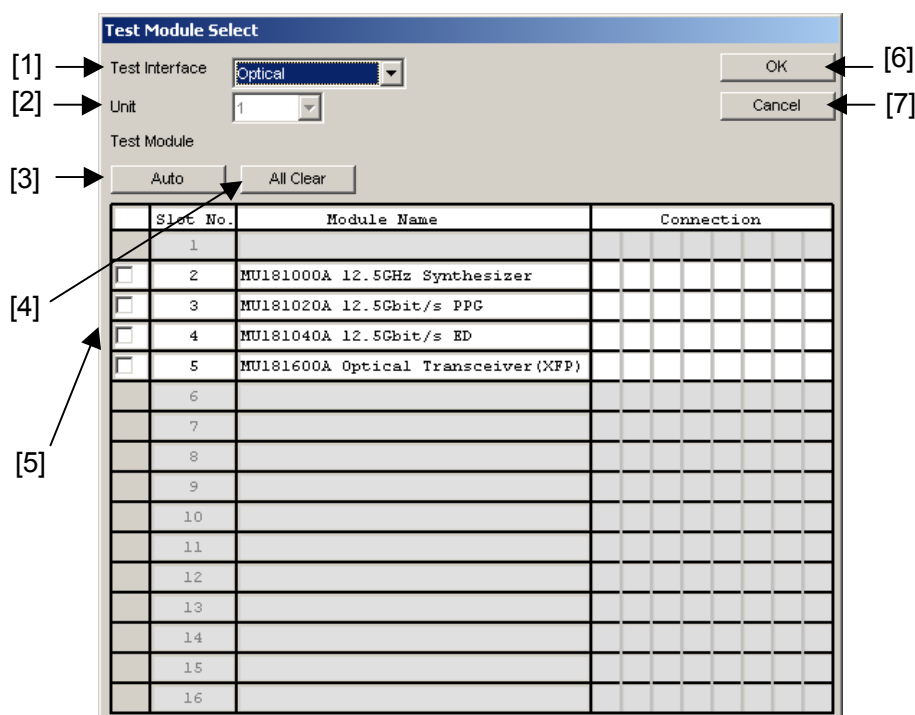 Test Module Select
[1] Test Interface Optical OK [6]
[2] Unit 1 Cancel [7]
Test Module
[3] Auto All Clear
Slot No. Module Name Connection
1
2 MU181000A 12.5GHz Synthesizer
[4] 3 MU181020A 12.5Gbit/s PPG
4 MU181040A 12.5Gbit/s ED
5 MU181600A Optical Transceiver(XFP)
6
7
[5] 8
9
10
11
12
13
14
15
16